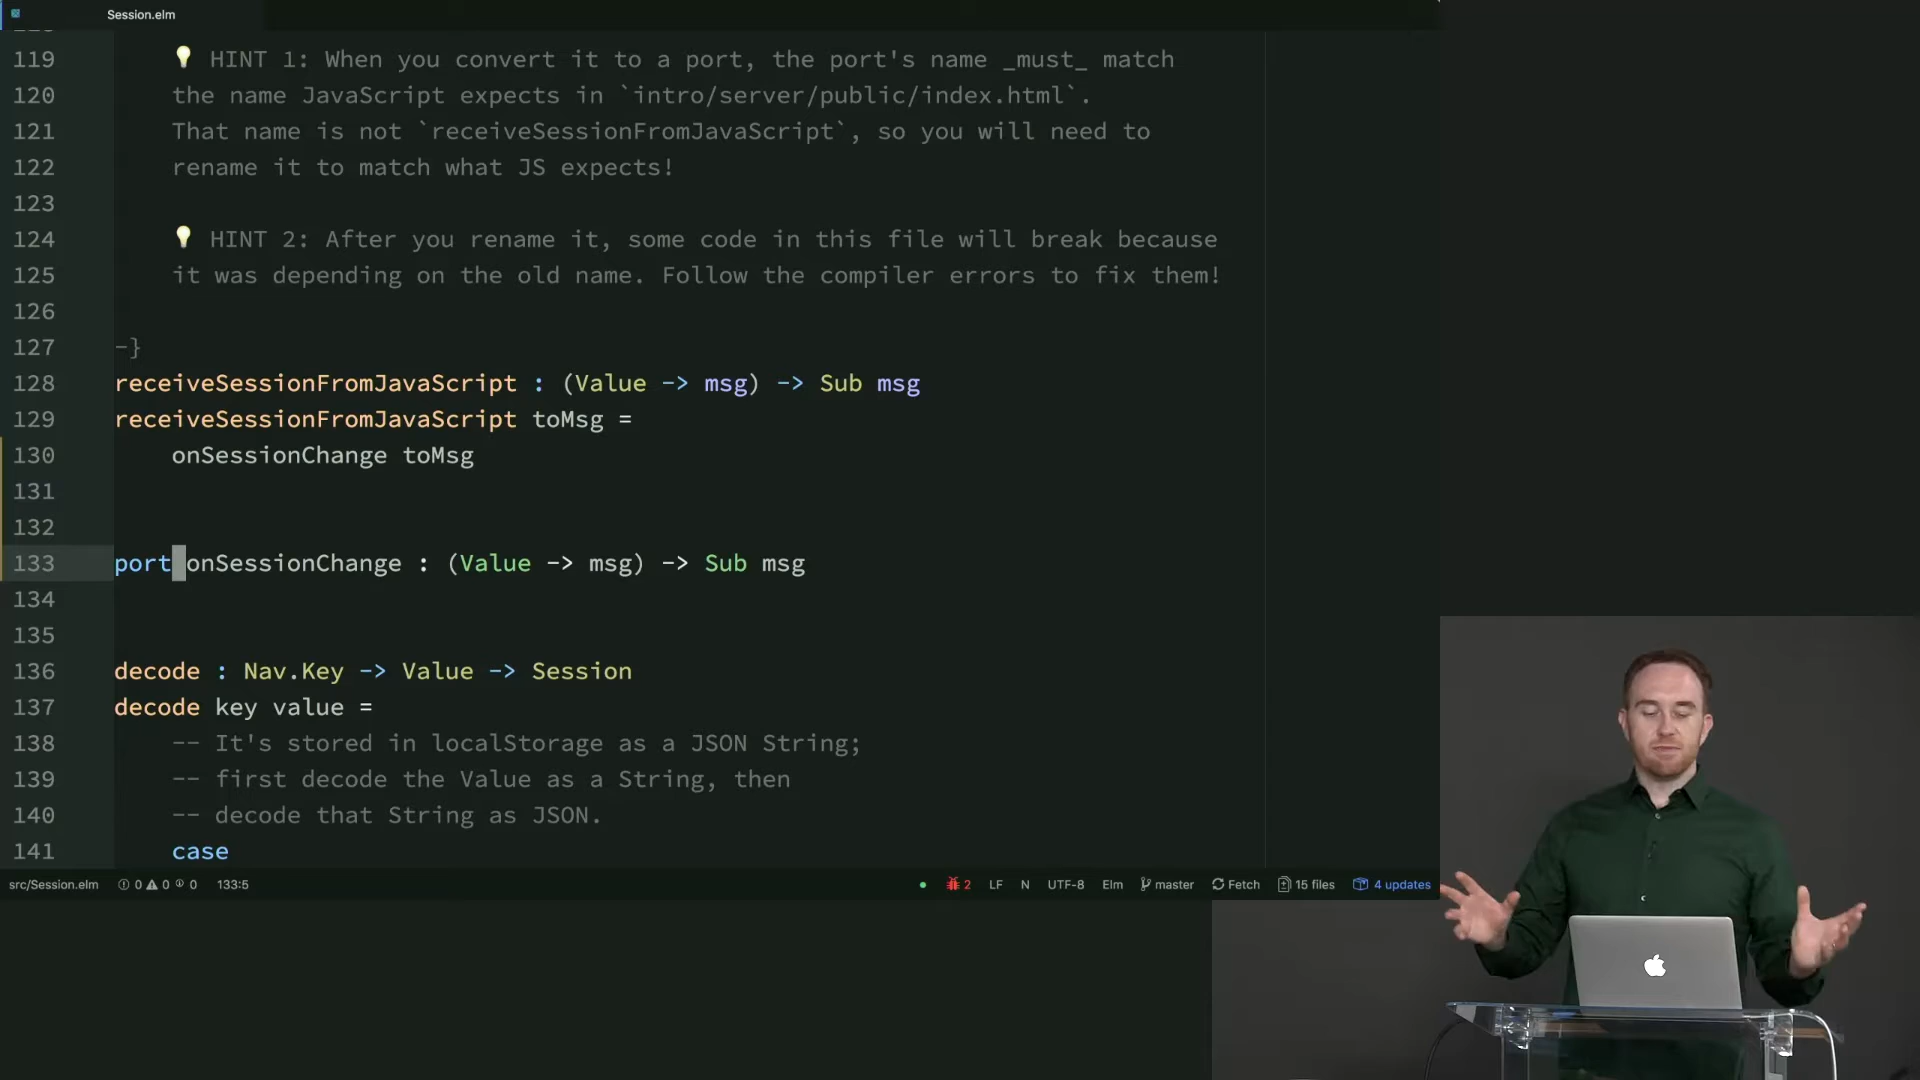 Session.elm
119 💡 HINT 1: When you convert it to a port, the port's name _must_ match
120 the name JavaScript expects in `intro/server/public/index.html`.
121 That name is not `receiveSessionFromJavaScript`, so you will need to
122 rename it to match what JS expects!
123
124 💡 HINT 2: After you rename it, some code in this file will break because
125 it was depending on the old name. Follow the compiler errors to fix them!
126
127 -}
128 receiveSessionFromJavaScript : (Value -> msg) -> Sub msg
129 receiveSessionFromJavaScript toMsg =
130 onSessionChange toMsg
131
132
133 port onSessionChange : (Value -> msg) -> Sub msg
134
135
136 decode : Nav.Key -> Value -> Session
137 decode key value =
138 -- It's stored in localStorage as a JSON String;
139 -- first decode the Value as a String, then
140 -- decode that String as JSON.
141 case
src/Session.elm 0 0 0 133:5 2 LF N UTF-8 Elm master Fetch 15 files 4 updates